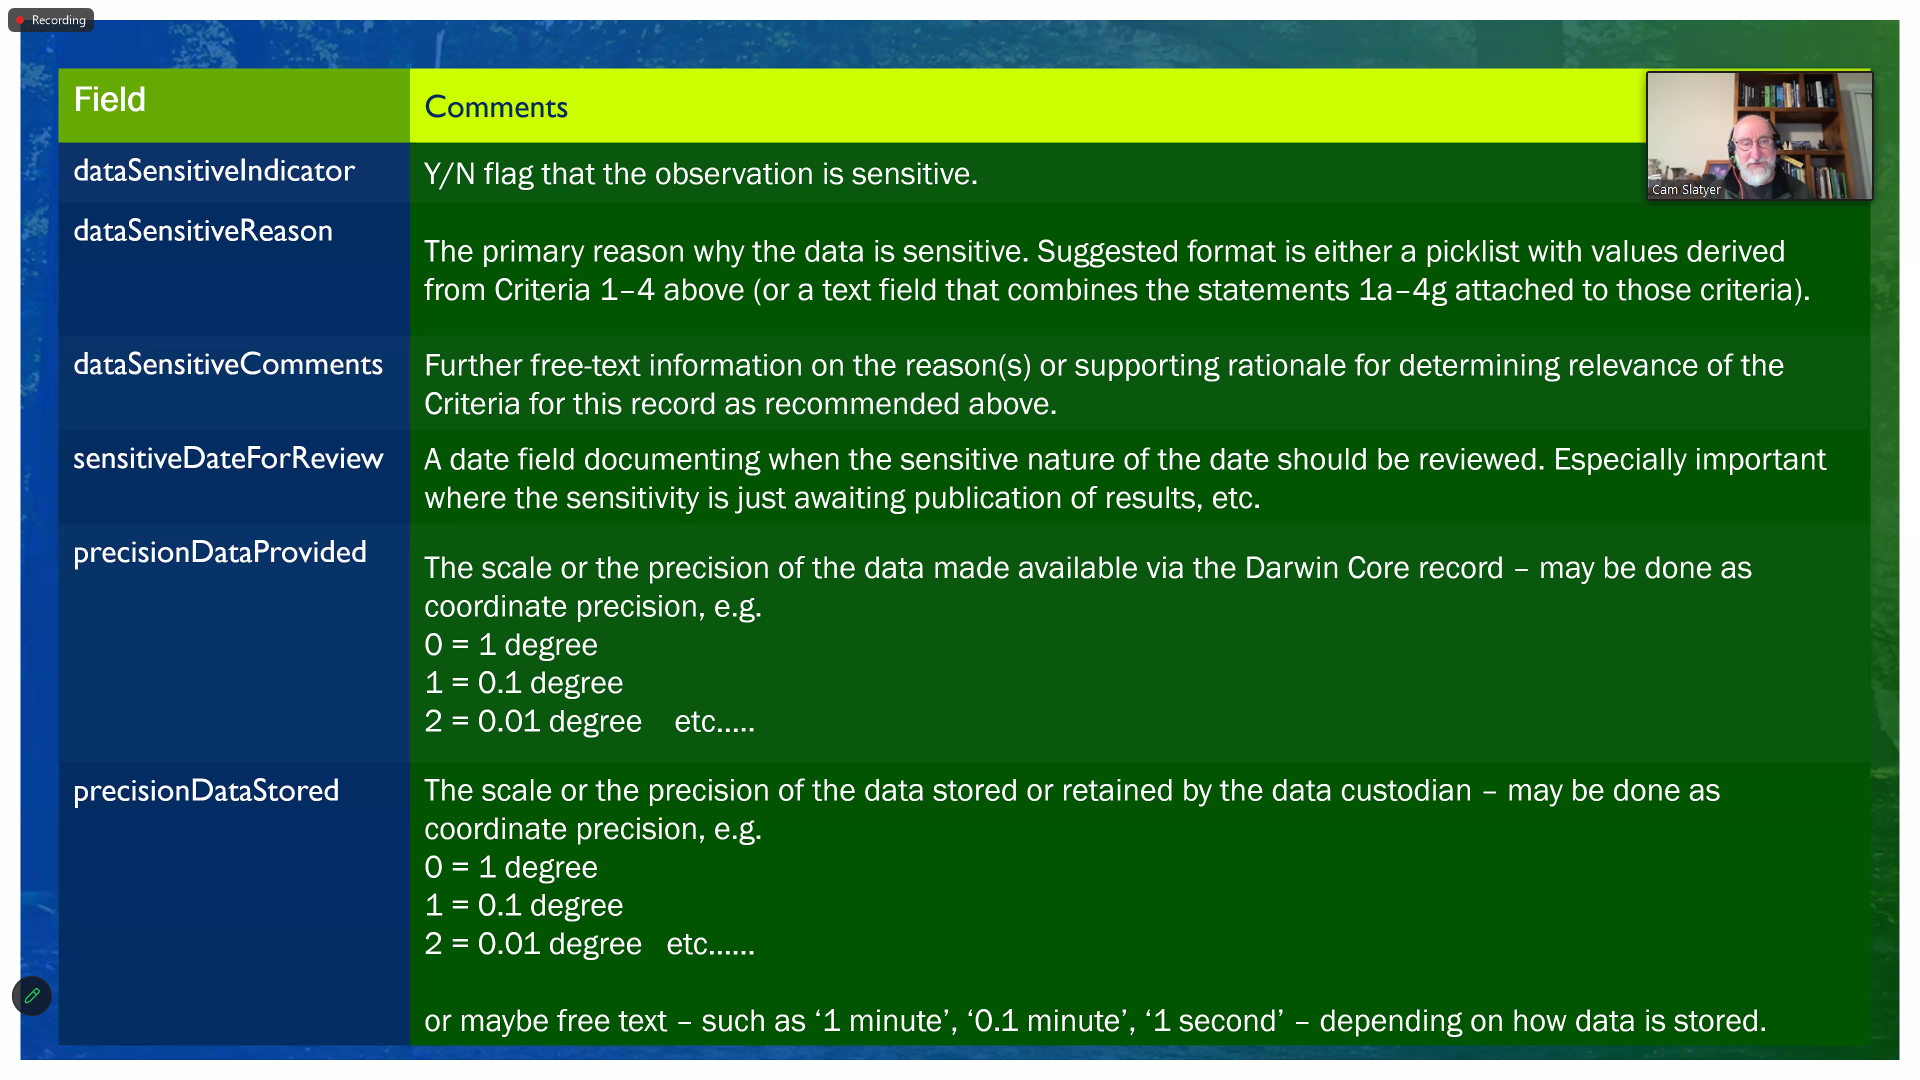 Recording
Field
Comments
Cam Slatyer
dataSensitiveIndicator
Y/N flag that the observation is sensitive.
dataSensitiveReason
The primary reason why the data is sensitive. Suggested format is either a picklist with values derived
from Criteria 1–4 above (or a text field that combines the statements 1a–4g attached to those criteria).
dataSensitiveComments
Further free-text information on the reason(s) or supporting rationale for determining relevance of the
Criteria for this record as recommended above.
sensitiveDateForReview
A date field documenting when the sensitive nature of the date should be reviewed. Especially important
where the sensitivity is just awaiting publication of results, etc.
precisionDataProvided
The scale or the precision of the data made available via the Darwin Core record – may be done as
coordinate precision, e.g.
0 = 1 degree
1 = 0.1 degree
2 = 0.01 degree    etc.....
precisionDataStored
The scale or the precision of the data stored or retained by the data custodian – may be done as
coordinate precision, e.g.
0 = 1 degree
1 = 0.1 degree
2 = 0.01 degree   etc......
or maybe free text – such as ‘1 minute’, ‘0.1 minute’, ‘1 second’ – depending on how data is stored.